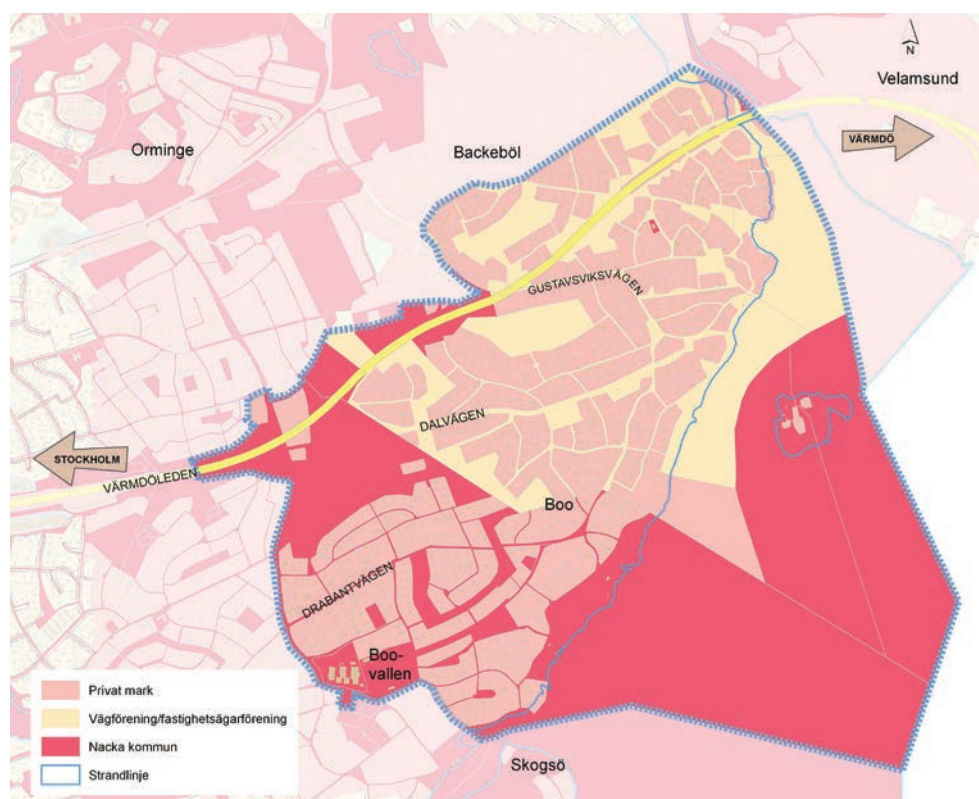 N
Velamsund
VÄRMDÖ
Orminge
Backeböl
GUSTAVSVIKSVÄGEN
DALVÄGEN
STOCKHOLM
VÄRMDÖLEDEN
Boo
DRABANTVÄGEN
Boo-
vallen
Privat mark
Vägförening/fastighetsägarförening
Nacka kommun
Strandlinje
Skogsö